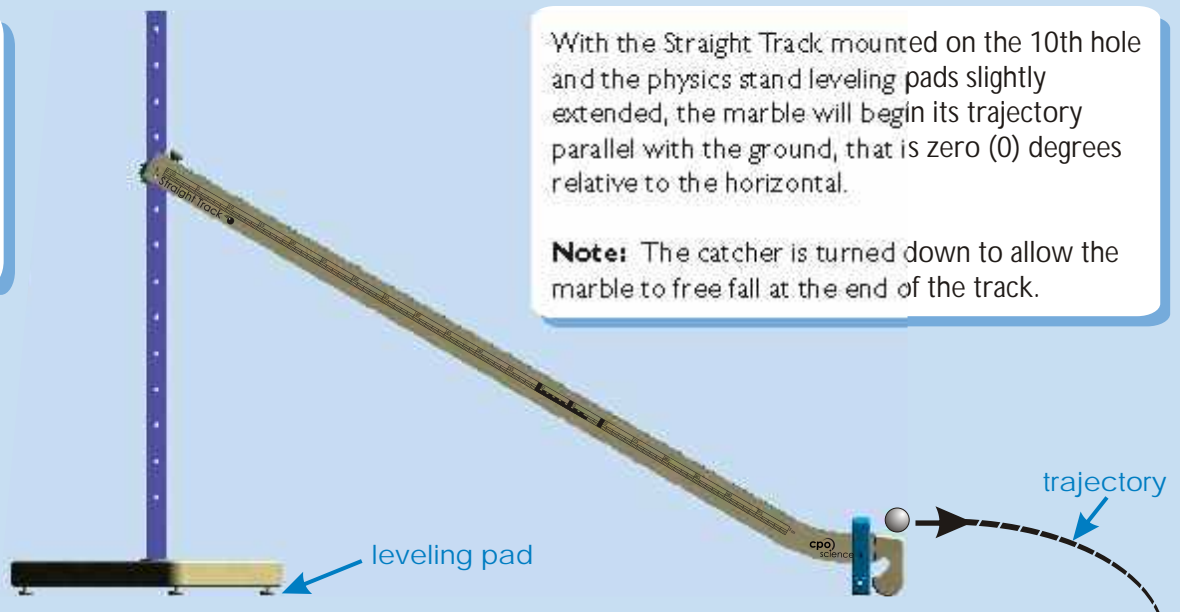 With the Straight Track mounted on the 10th hole
and the physics stand leveling pads slightly
extended, the marble will begin its trajectory
parallel with the ground, that is zero (0) degrees
relative to the horizontal.
Note: The catcher is turned down to allow the
marble to free fall at the end of the track.
Straight Track
trajectory
cpo
science
leveling pad